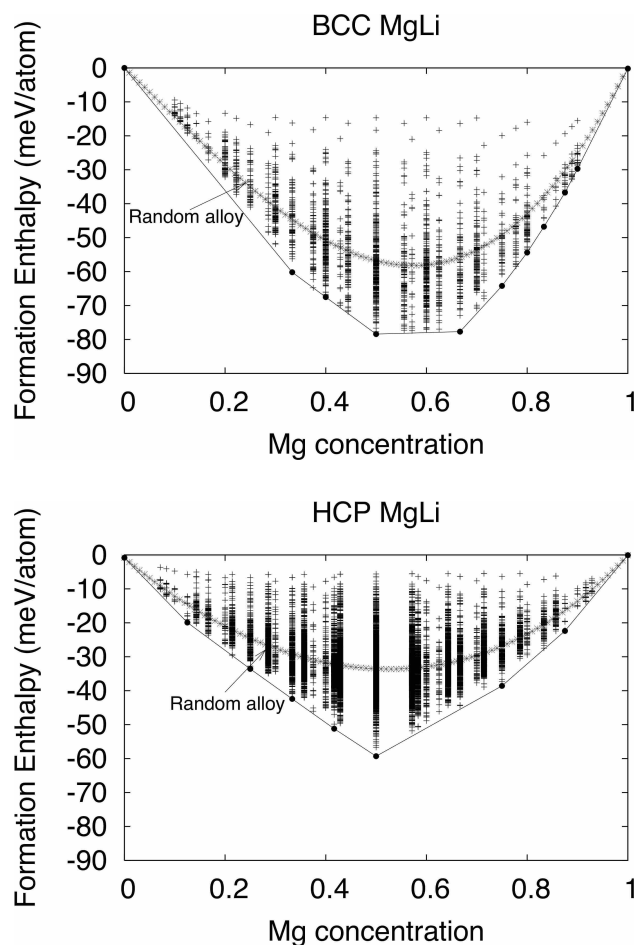 BCC MgLi
Formation Enthalpy (meV/atom)
0
-10
-20
-30
-40
-50
-60
-70
-80
-90
Random alloy
0 0.2 0.4 0.6 0.8 1
Mg concentration
HCP MgLi
Formation Enthalpy (meV/atom)
0
-10
-20
-30
-40
-50
-60
-70
-80
-90
Random alloy
0 0.2 0.4 0.6 0.8 1
Mg concentration